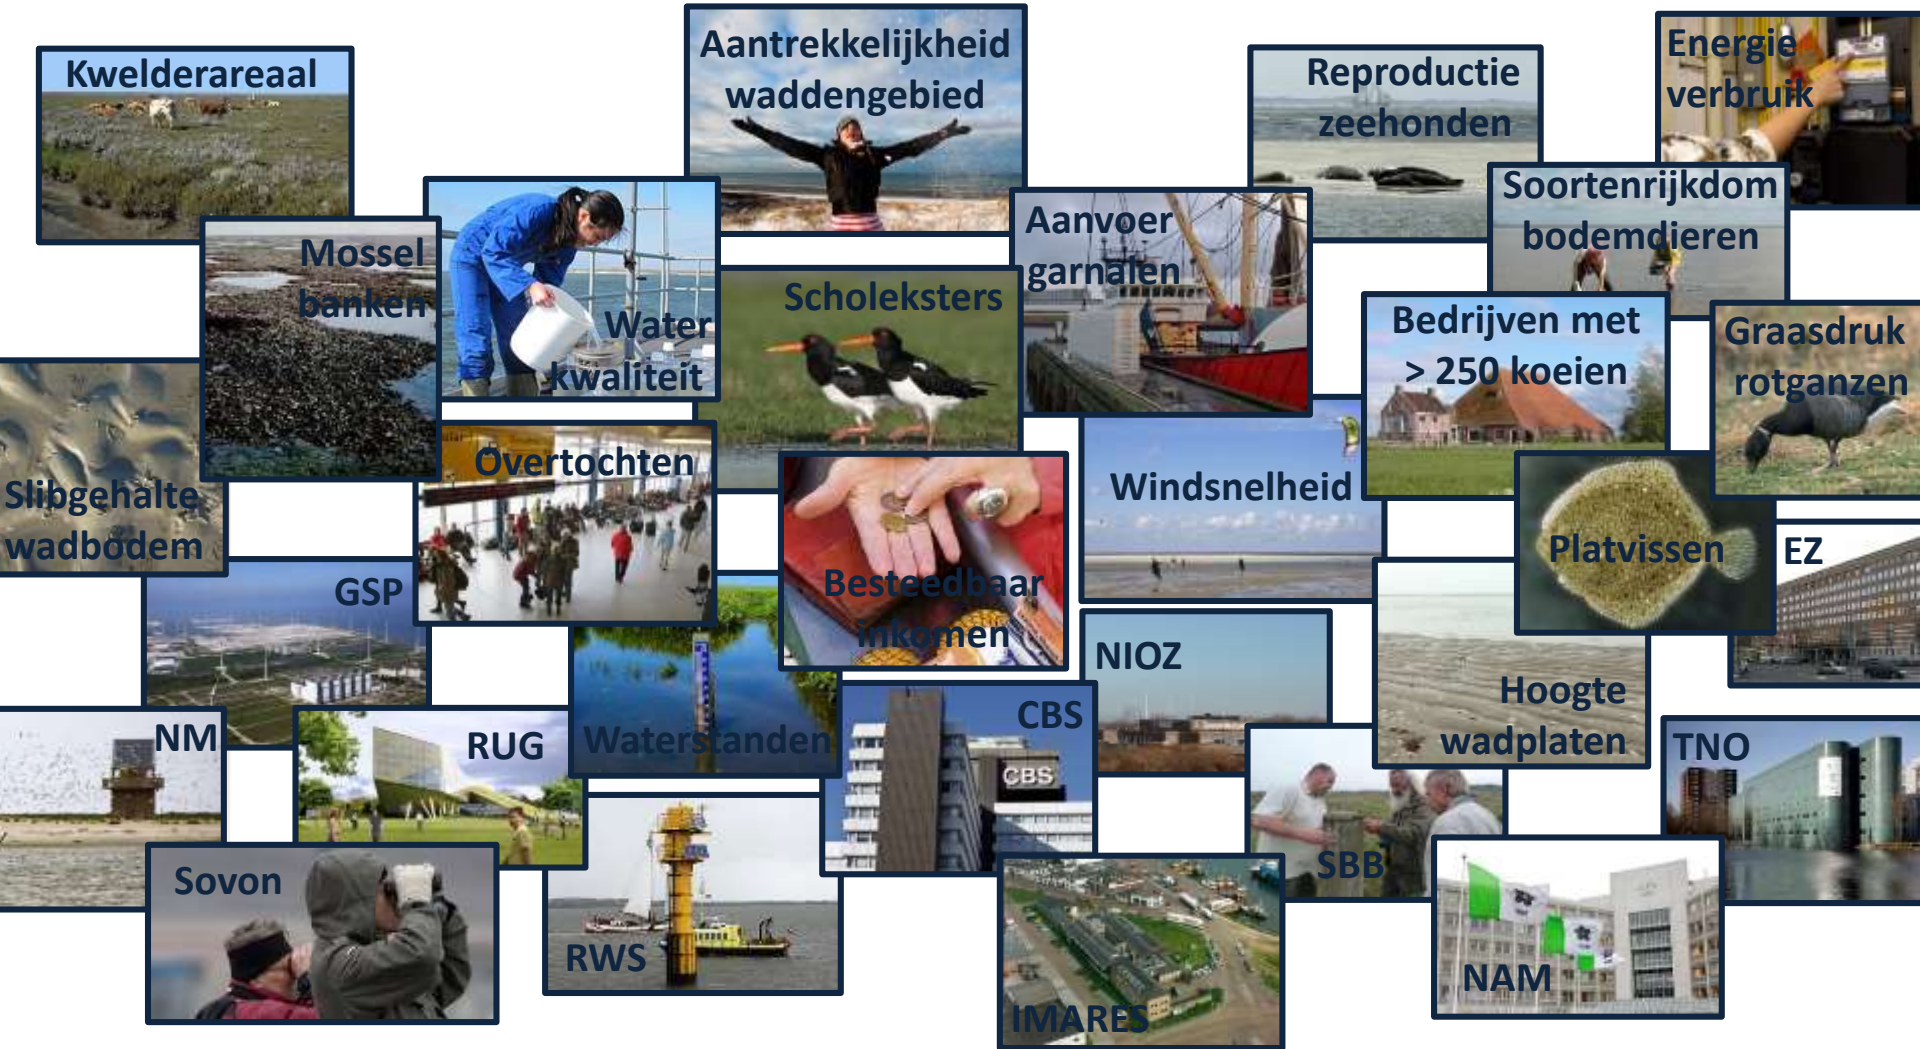 Kwelderareaal
Aantrekkelijkheid
waddengebied
Reproductie
zeehonden
Energie
verbruik
Mossel
banken
Water
kwaliteit
Scholeksters
Aanvoer
garnalen
Soortenrijkdom
bodemdieren
Bedrijven met
> 250 koeien
Graasdruk
rotganzen
Slibgehalte
wadbodem
Overtochten
Besteedbaar
inkomen
Windsnelheid
Platvissen
EZ
GSP
Waterstanden
NIOZ
Hoogte
wadplaten
NM
RUG
CBS
CBS
TNO
Sovon
RWS
IMARES
SBB
NAM